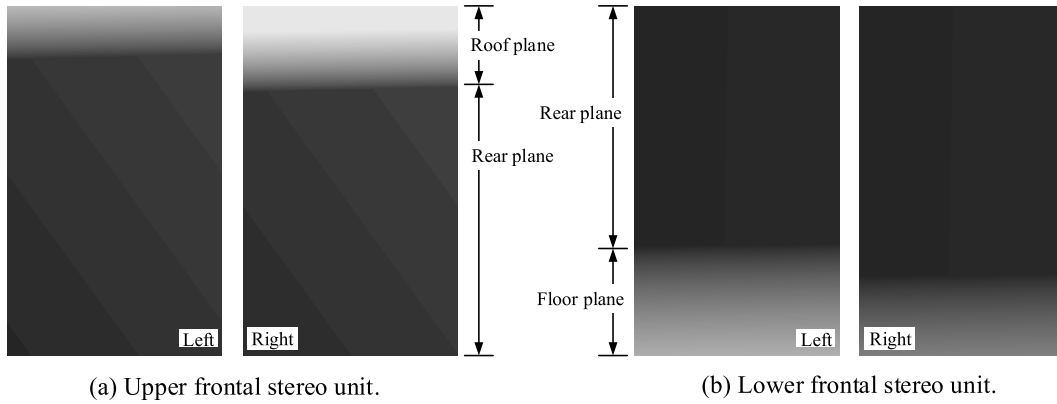 Roof plane
Rear plane
Left
Right
(a) Upper frontal stereo unit.
Rear plane
Floor plane
Left
Right
(b) Lower frontal stereo unit.